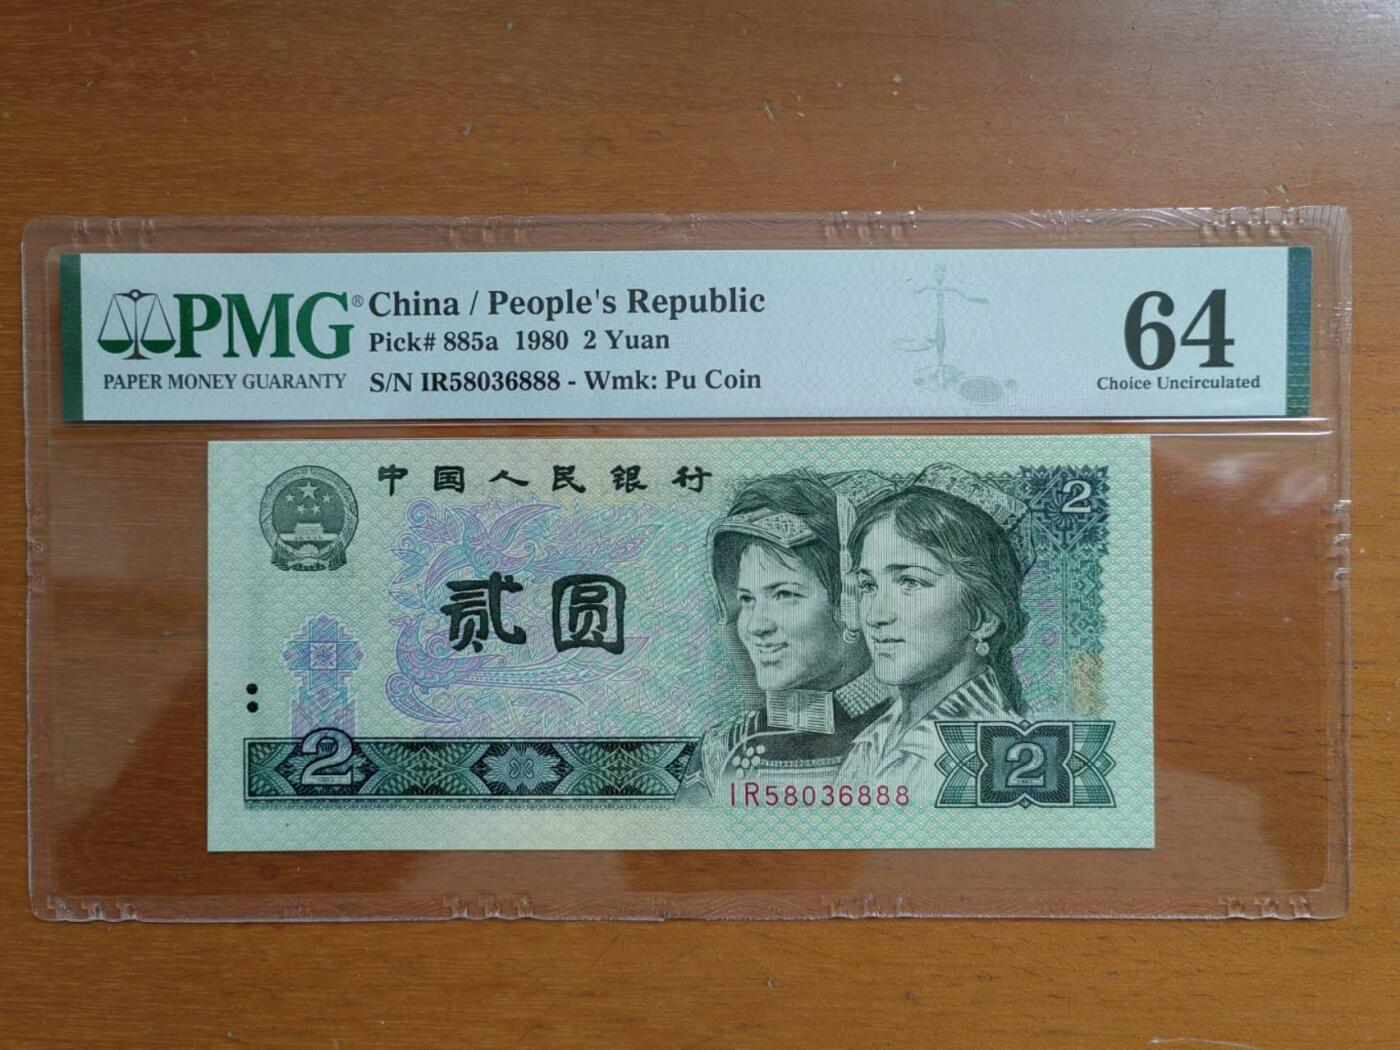 PMG®
PAPER MONEY GUARANTY
China / People's Republic
Pick# 885a 1980 2 Yuan
S/N IR58036888 - Wmk: Pu Coin
64
Choice Uncirculated
中国人民银行
2
贰圆
2
IR58036888
2